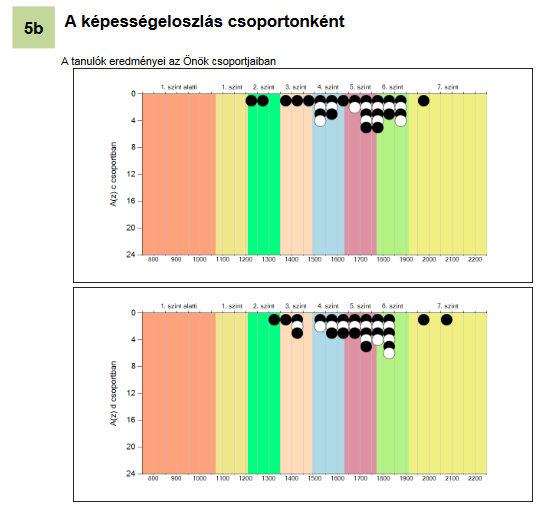 5b
A képességeloszlás csoportonként
A tanulók eredményei az Önök csoportjaiban
1. szint alatti 1. szint 2. szint 3. szint 4. szint 5. szint 6. szint 7. szint
0
4
8
12
16
20
24
A(z) c csoportban
800 900 1000 1100 1200 1300 1400 1500 1600 1700 1800 1900 2000 2100 2200
1. szint alatti 1. szint 2. szint 3. szint 4. szint 5. szint 6. szint 7. szint
0
4
8
12
16
20
24
A(z) d csoportban
800 900 1000 1100 1200 1300 1400 1500 1600 1700 1800 1900 2000 2100 2200